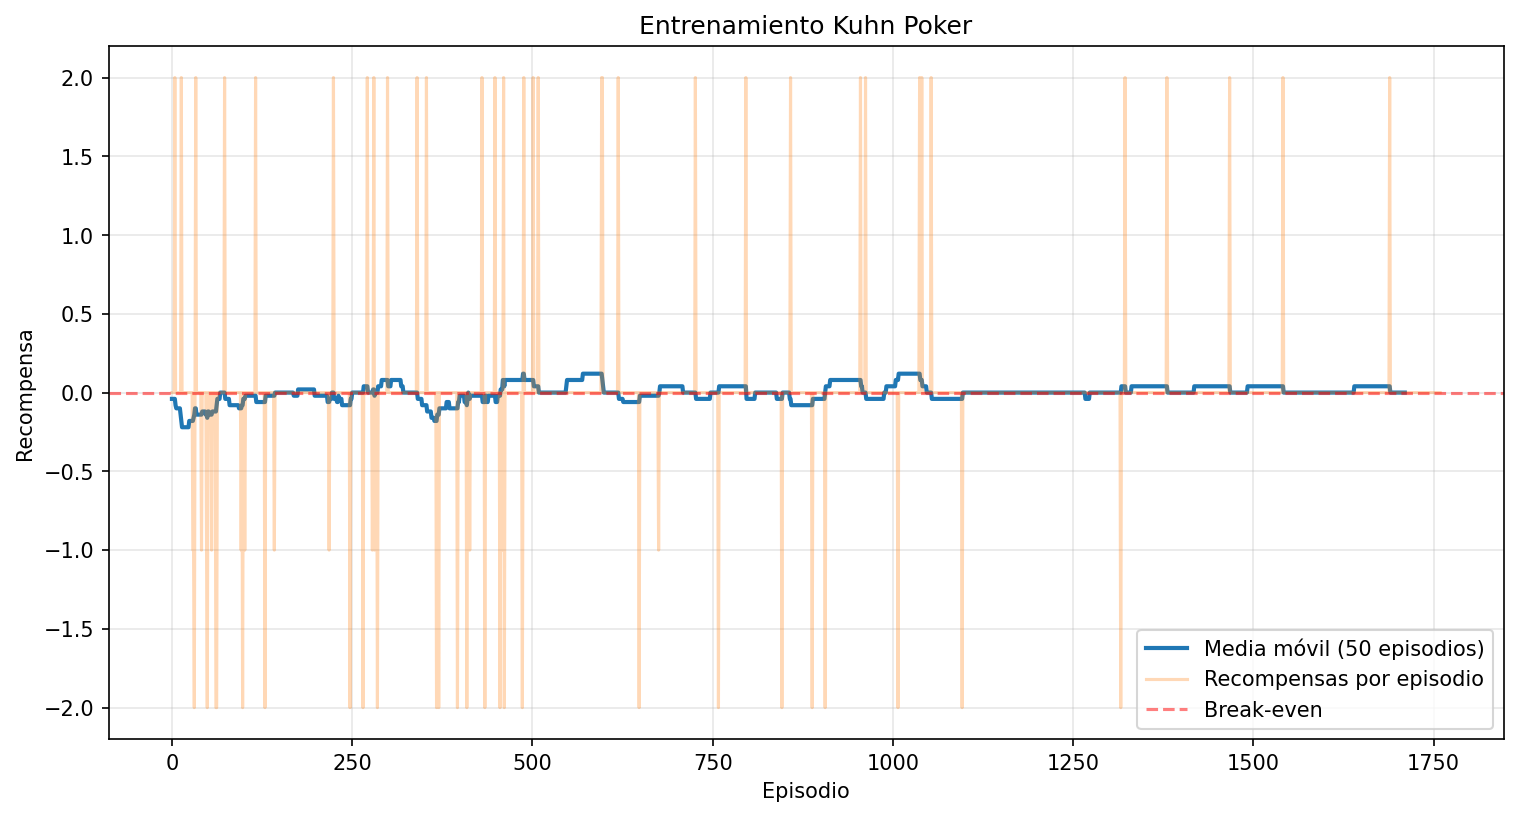 Entrenamiento Kuhn Poker
Recompensa
2.0
1.5
1.0
0.5
0.0
−0.5
−1.0
−1.5
−2.0
Media móvil (50 episodios)
Recompensas por episodio
Break-even
0
250
500
750
1000
1250
1500
1750
Episodio